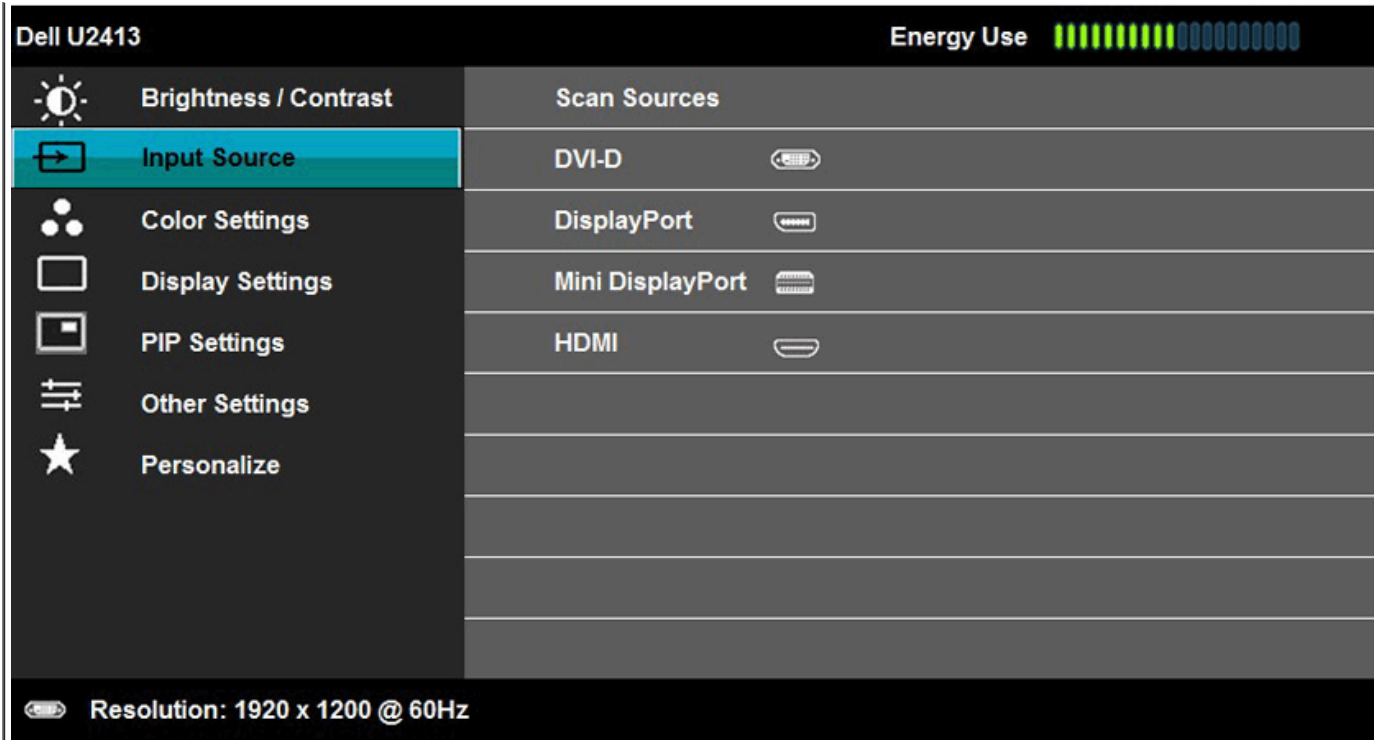 Dell U2413 Energy Use
Brightness / Contrast Scan Sources
Input Source DVI-D
Color Settings DisplayPort
Display Settings Mini DisplayPort
PIP Settings HDMI
Other Settings
Personalize
Resolution: 1920 x 1200 @ 60Hz